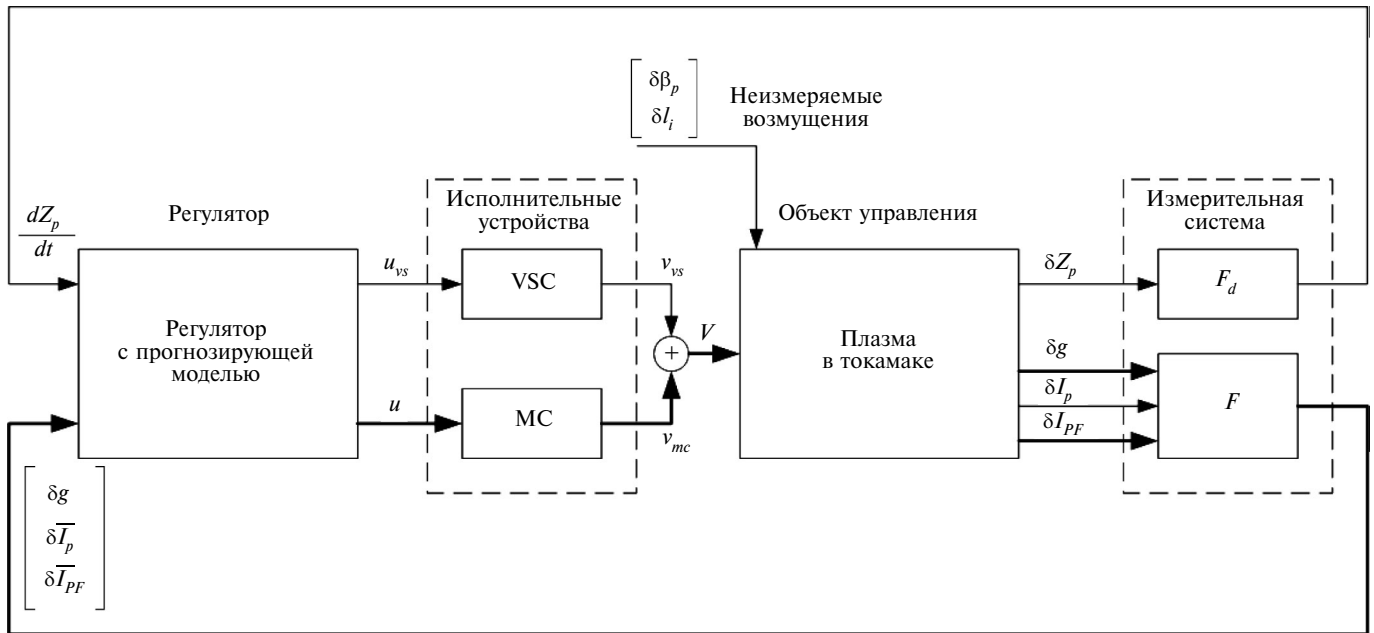 δβ_p
δl_i
Неизмеряемые
возмущения
dZ_p
dt
Регулятор
Исполнительные
устройства
Объект управления
Измерительная
система
Регулятор
с прогнозирующей
моделью
u_vs
VSC
v_vs
+
V
u
MC
v_mc
Плазма
в токамаке
δZ_p
F_d
δg
δI_p
δI_PF
F
δg
δI̅_p
δI̅_PF